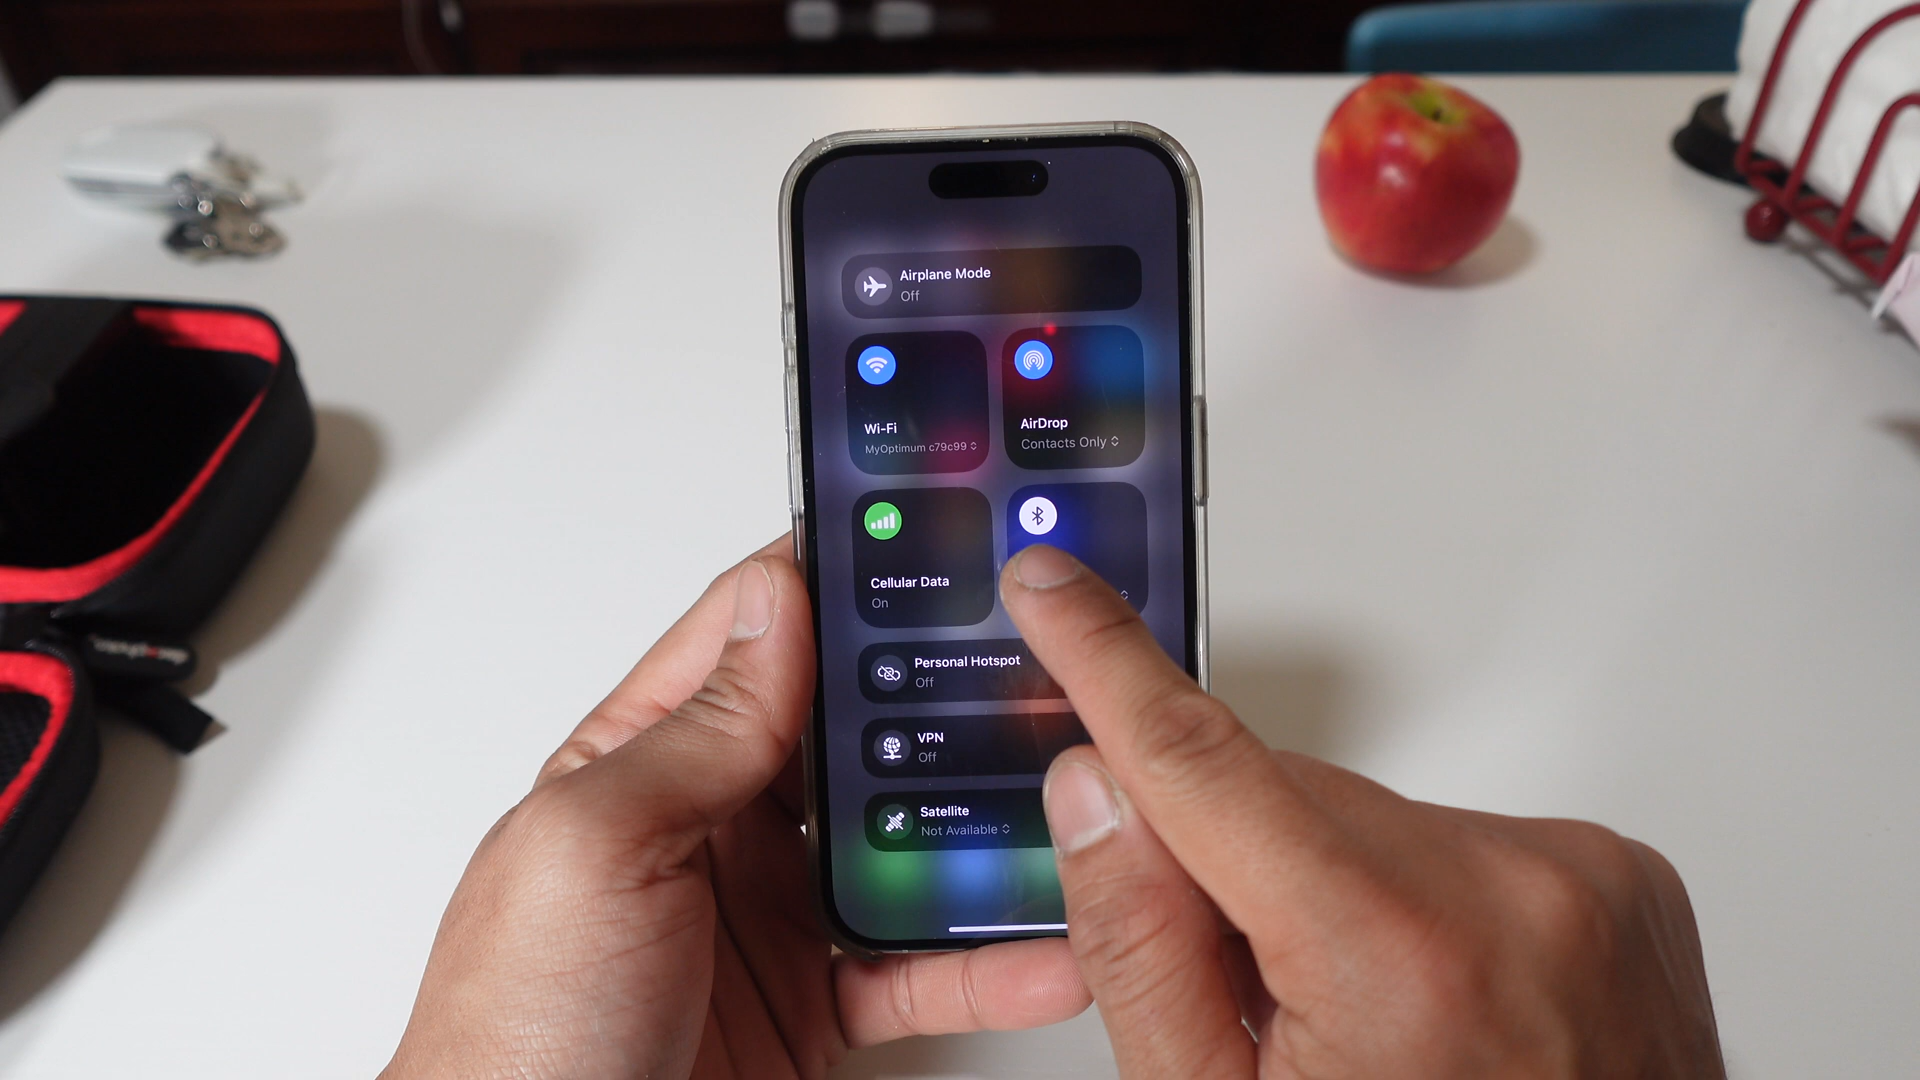 Airplane Mode
Off
Wi-Fi
MyOptimum c79c99
AirDrop
Contacts Only
Cellular Data
On
Personal Hotspot
Off
VPN
Off
Satellite
Not Available